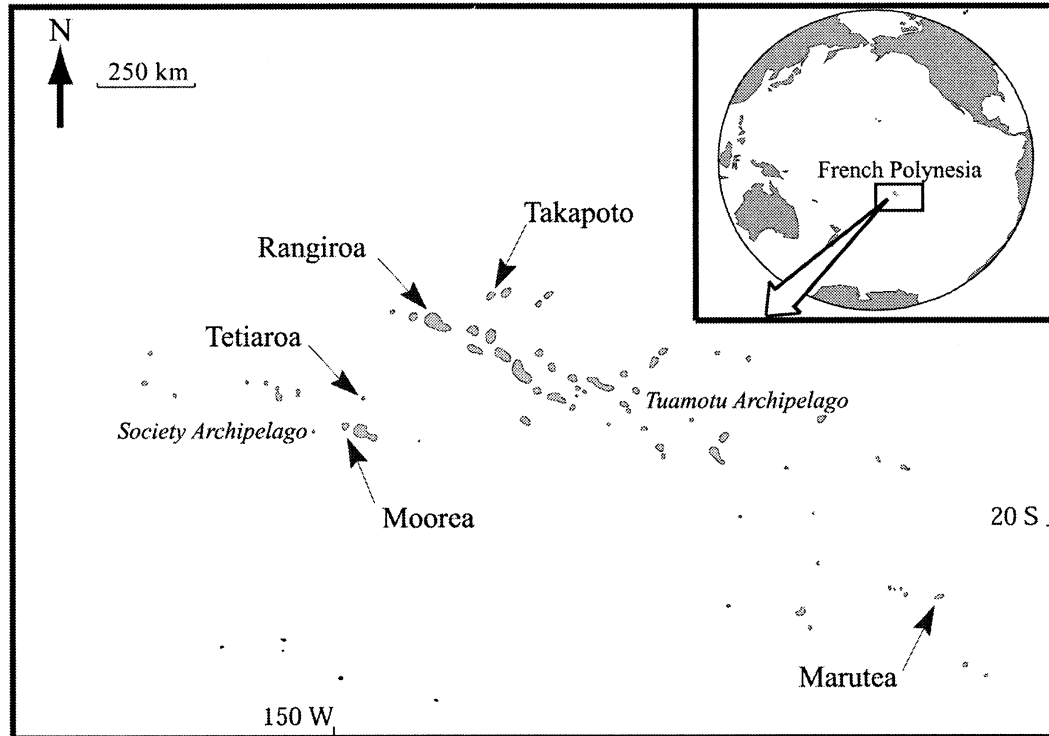 N
250 km
French Polynesia
Takapoto
Rangiroa
Tetiaroa
Tuamotu Archipelago
Society Archipelago
Moorea
20 S
Marutea
150 W